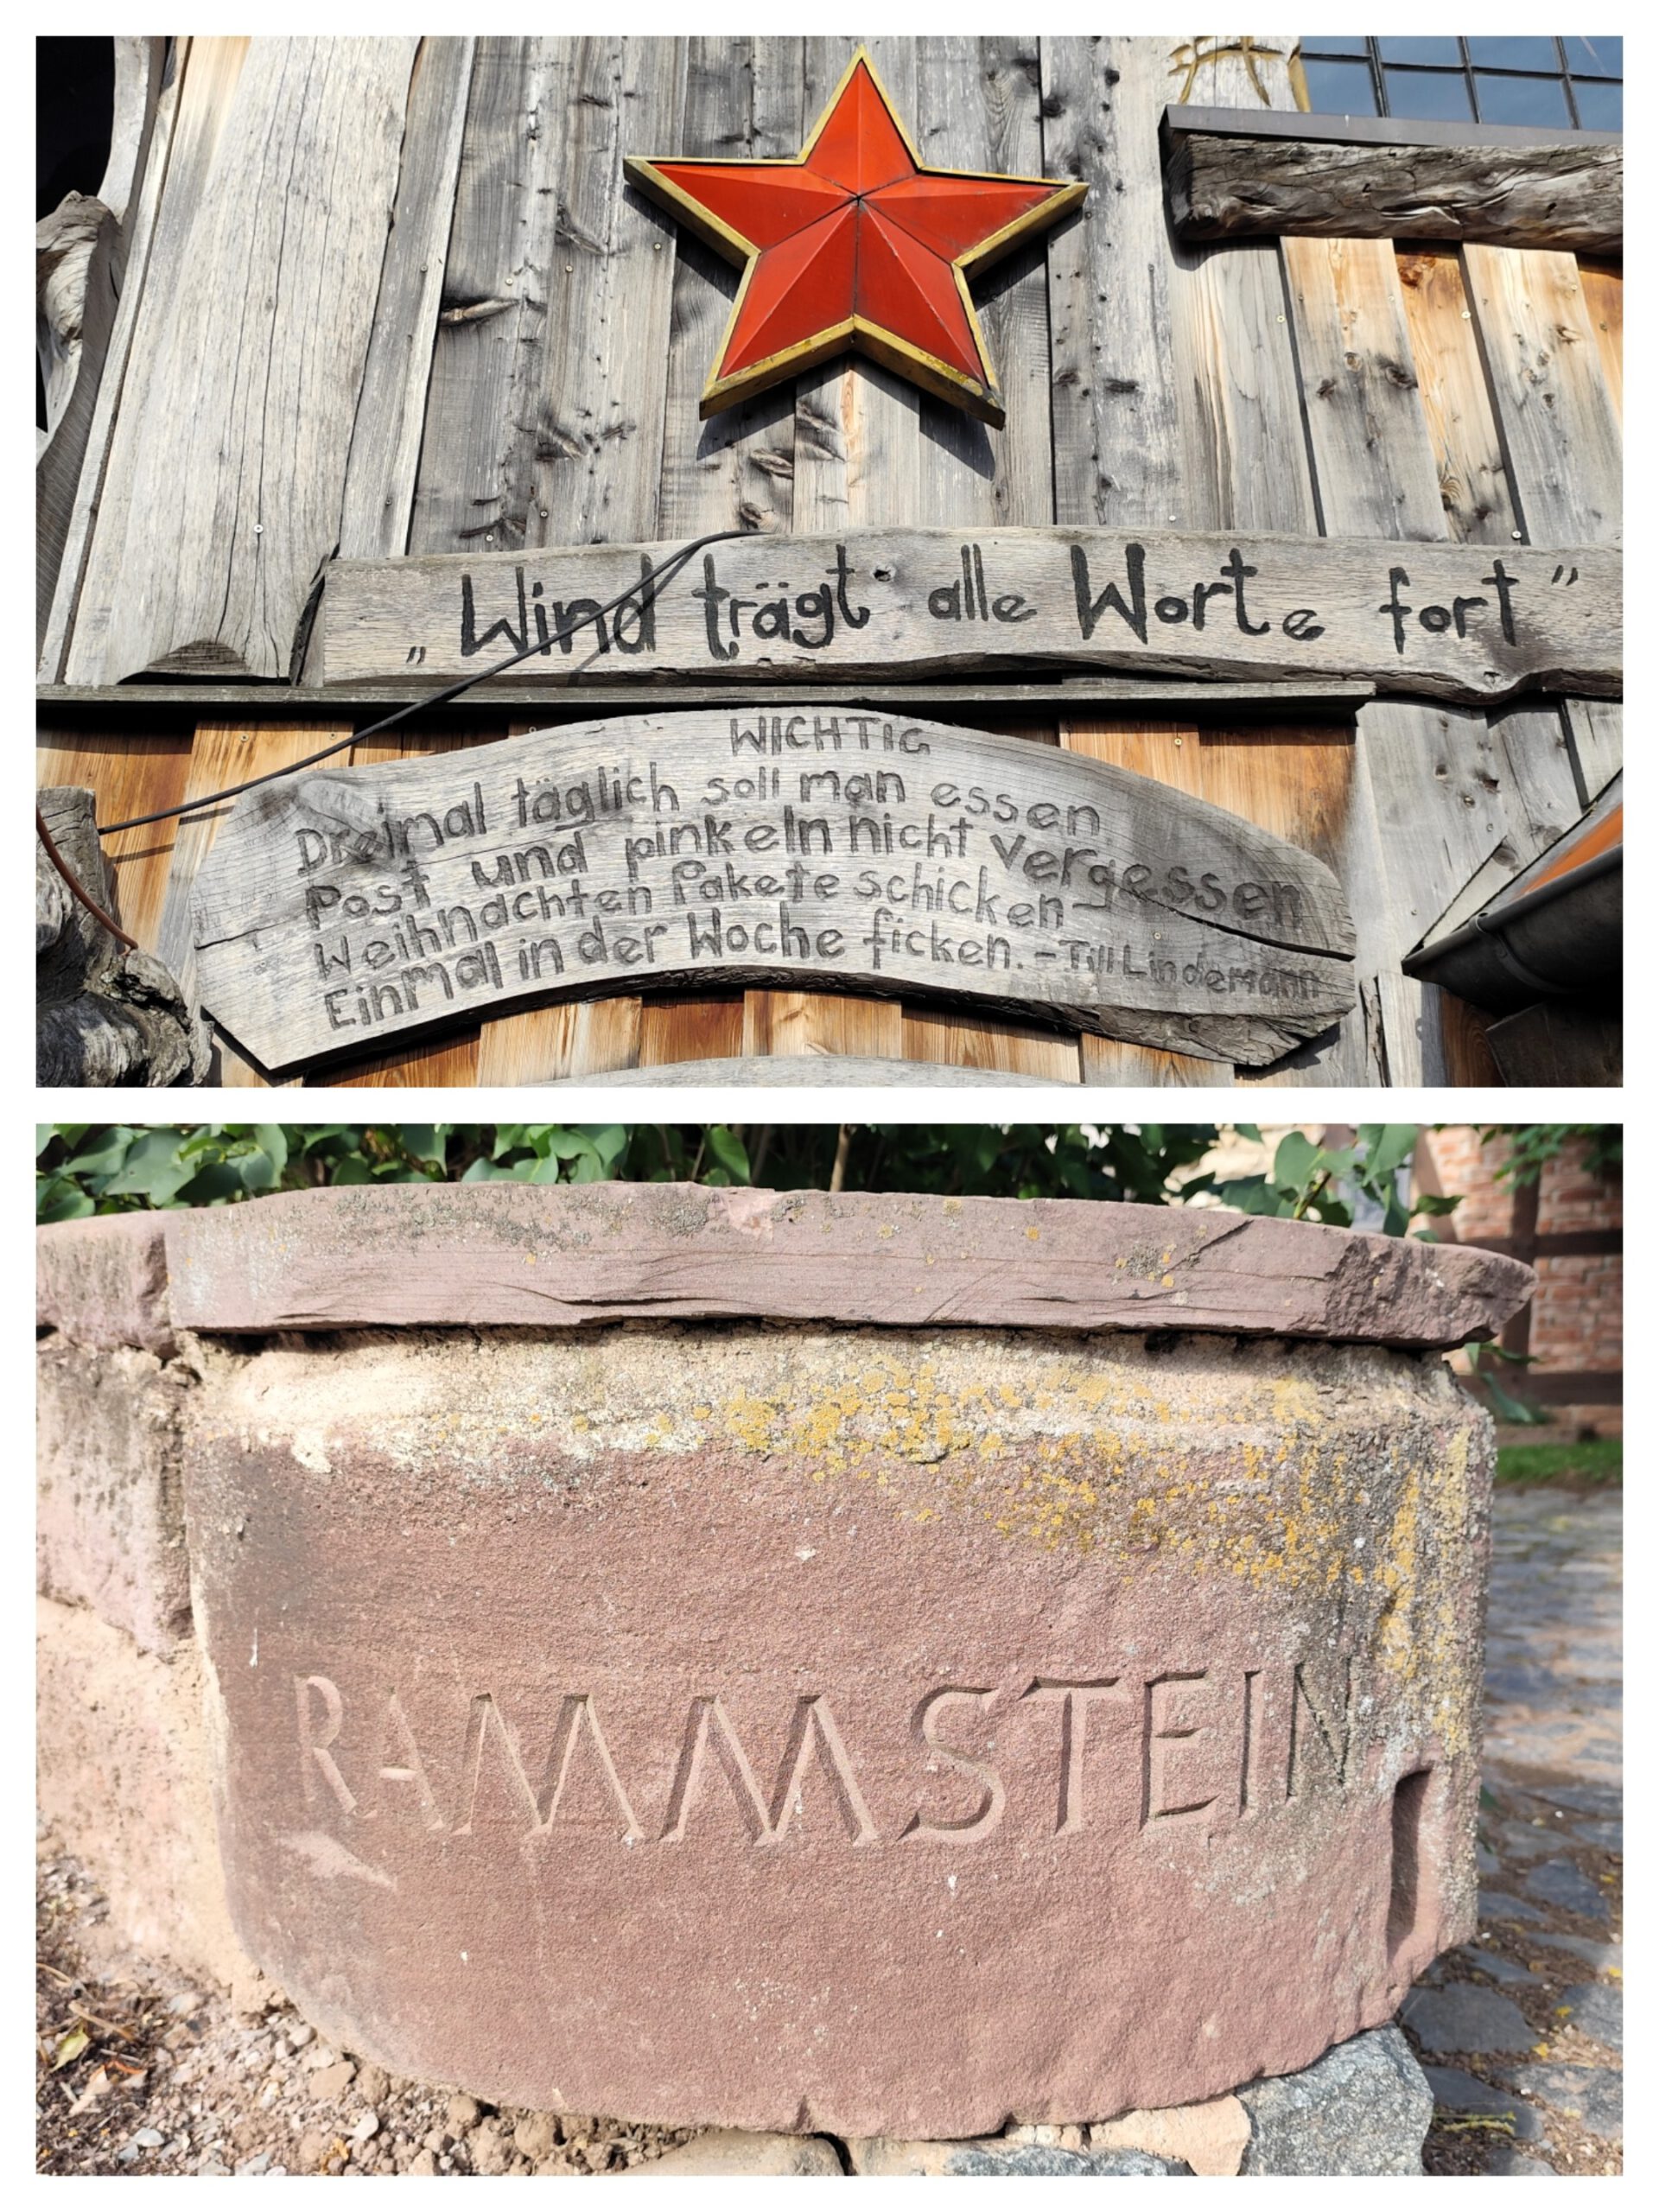 „Wind trägt alle Worte fort”
WICHTIG
Dreimal täglich soll man essen
Post und pinkeln nicht vergessen
Weihnachten Pakete schicken
Einmal in der Woche ficken. - Till Lindemann
RAMMSTEIN